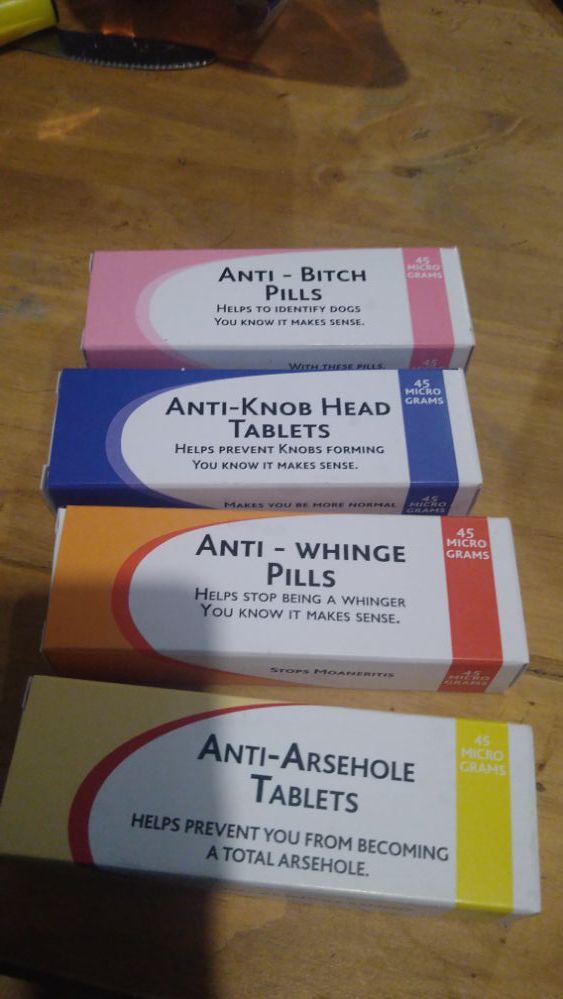 ANTI - BITCH
PILLS
HELPS TO IDENTIFY DOGS
YOU KNOW IT MAKES SENSE.
45
MICRO
GRAMS
WITH THESE PILLS.
45
ANTI-KNOB HEAD
TABLETS
HELPS PREVENT KNOBS FORMING
YOU KNOW IT MAKES SENSE.
45
MICRO
GRAMS
MAKES YOU BE MORE NORMAL
45
MICRO
GRAMS
ANTI - WHINGE
PILLS
HELPS STOP BEING A WHINGER
YOU KNOW IT MAKES SENSE.
45
MICRO
GRAMS
STOPS MOANERITIS
45
MICRO
GRAMS
ANTI-ARSEHOLE
TABLETS
HELPS PREVENT YOU FROM BECOMING
A TOTAL ARSEHOLE.
45
MICRO
GRAMS